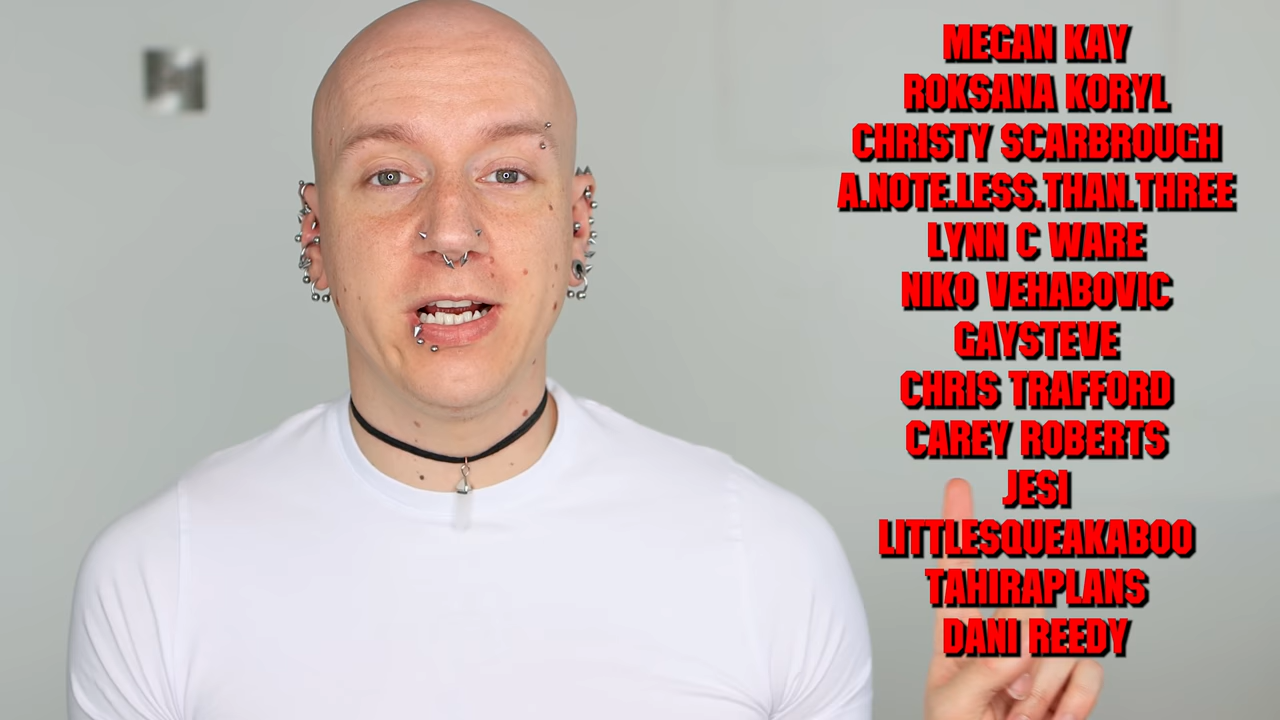 MEGAN KAY
ROKSANA KORYL
CHRISTY SCARBROUGH
A.NOTE.LESS.THAN.THREE
LYNN C WARE
NIKO VEHABOVIC
GAYSTEVE
CHRIS TRAFFORD
CAREY ROBERTS
JESI
LITTLESQUEAKABOO
TAHIRAPLANS
DANI REEDY